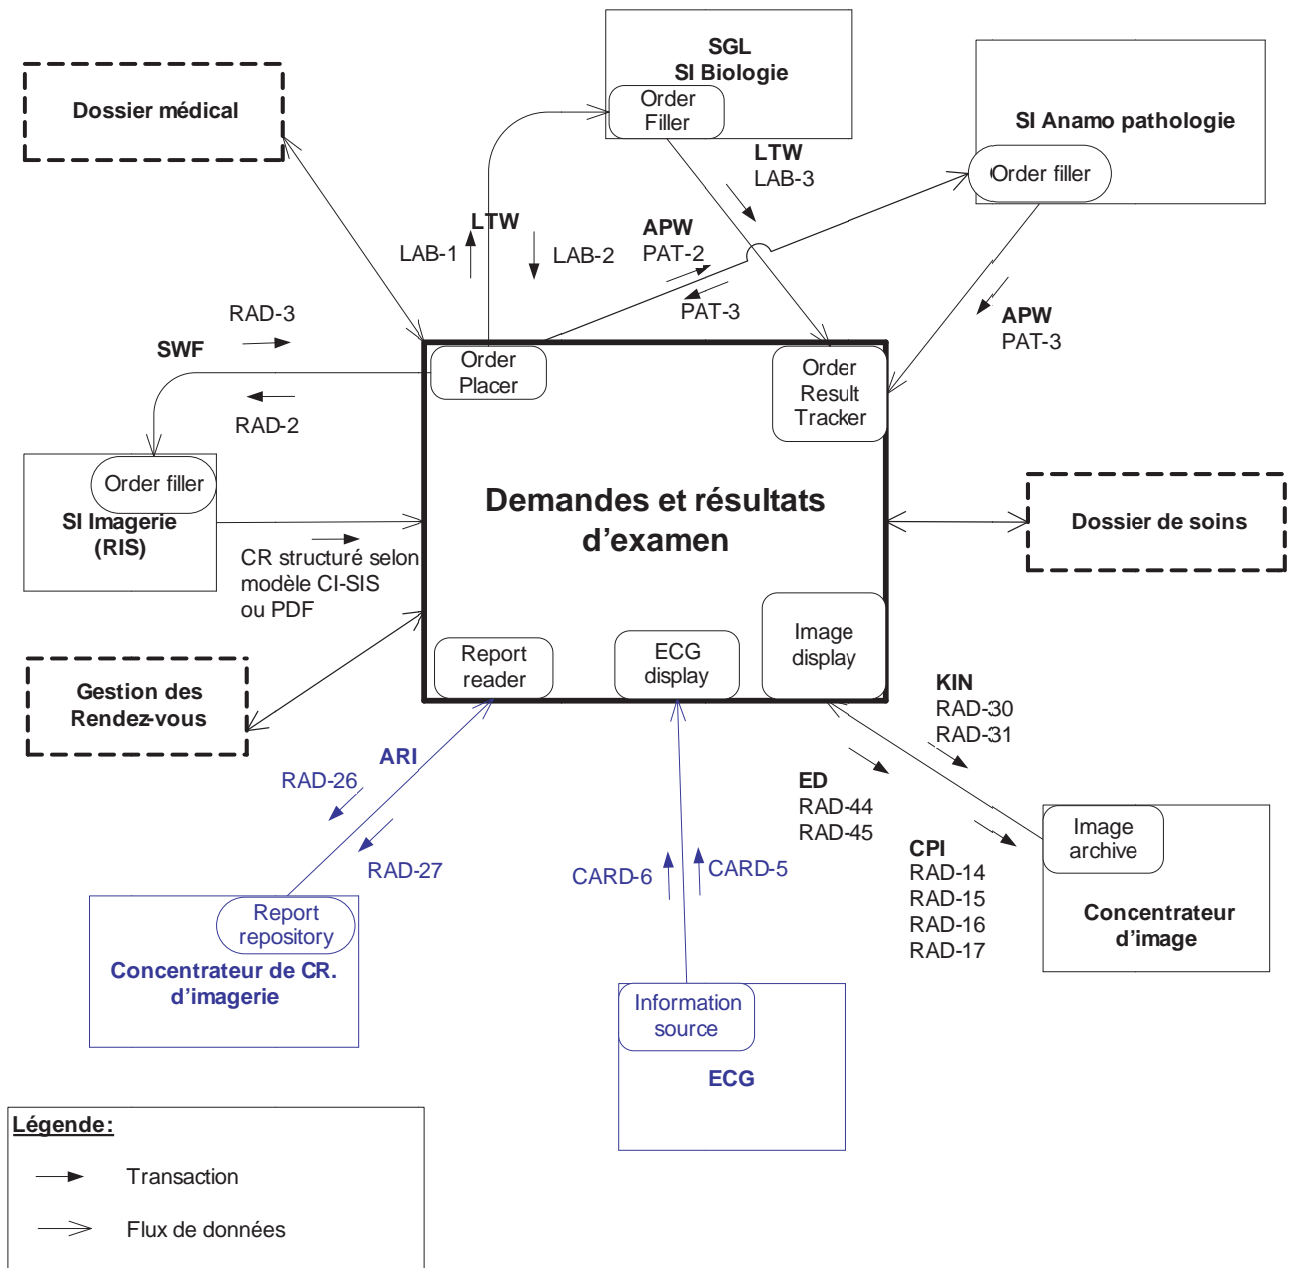 SGL
SI Biologie
Order
Filler
Dossier médical
SI Anamo pathologie
Order filler
LTW
LAB-3
LTW
LAB-1
LAB-2
APW
PAT-2
PAT-3
APW
PAT-3
RAD-3
SWF
RAD-2
Order
Placer
Order
Result
Tracker
Order filler
SI Imagerie
(RIS)
Demandes et résultats
d'examen
Dossier de soins
CR structuré selon
modèle CI-SIS
ou PDF
Gestion des
Rendez-vous
Report
reader
ECG
display
Image
display
KIN
RAD-30
RAD-31
ARI
RAD-26
RAD-27
ED
RAD-44
RAD-45
CARD-6
CARD-5
CPI
RAD-14
RAD-15
RAD-16
RAD-17
Image
archive
Concentrateur
d'image
Report
repository
Concentrateur de CR.
d'imagerie
Information
source
ECG
Légende:
Transaction
Flux de données